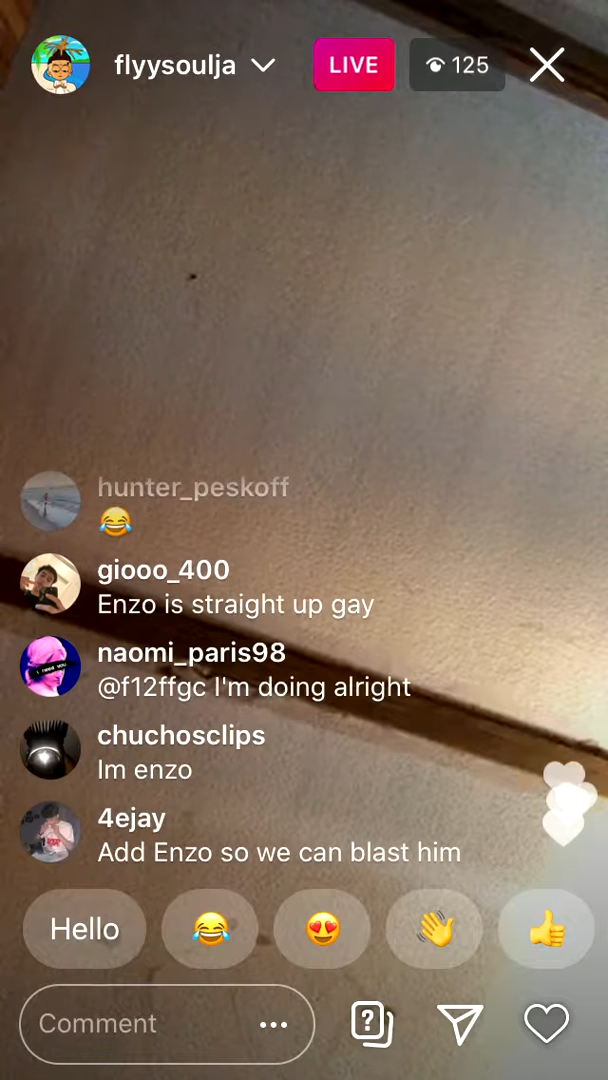 flyysoulja
LIVE
125
hunter_peskoff
😂
giooo_400
Enzo is straight up gay
naomi_paris98
@f12ffgc I'm doing alright
chuchosclips
Im enzo
4ejay
Add Enzo so we can blast him
Hello 😂 😍 👋 👍
Comment